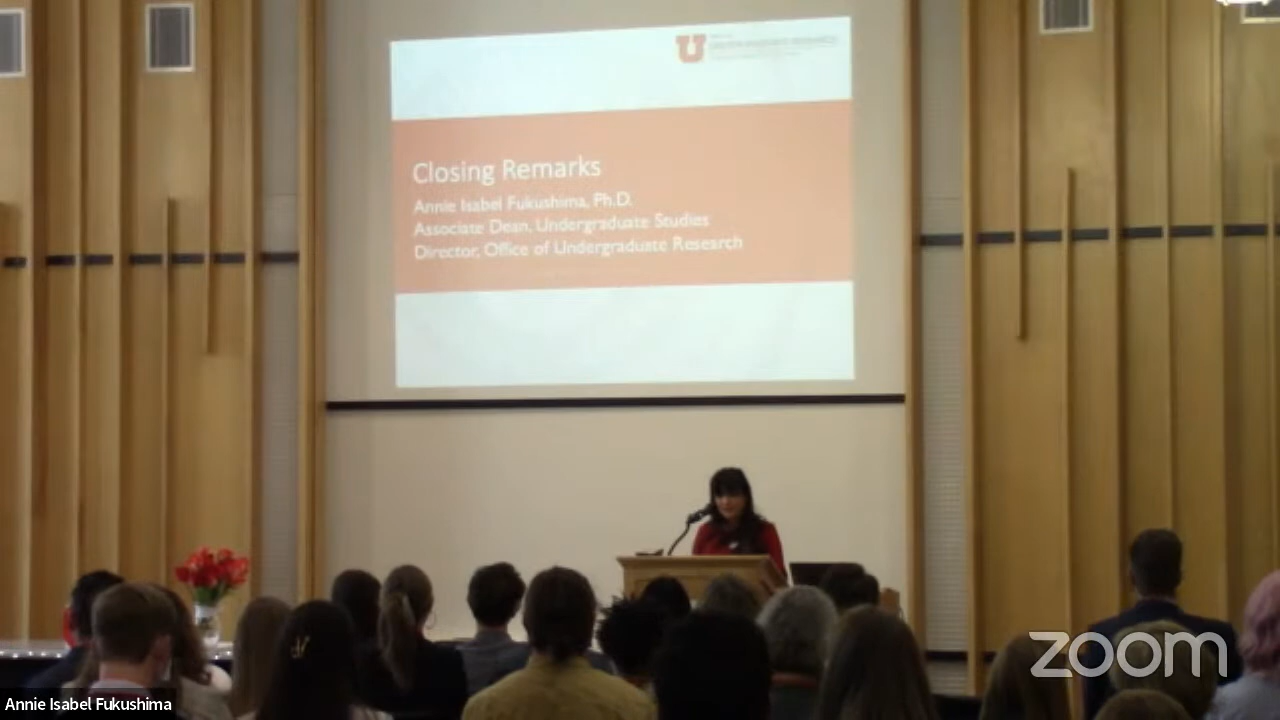 U
Closing Remarks
Annie Isabel Fukushima, Ph.D.
Associate Dean, Undergraduate Studies
Director, Office of Undergraduate Research
zoom
Annie Isabel Fukushima